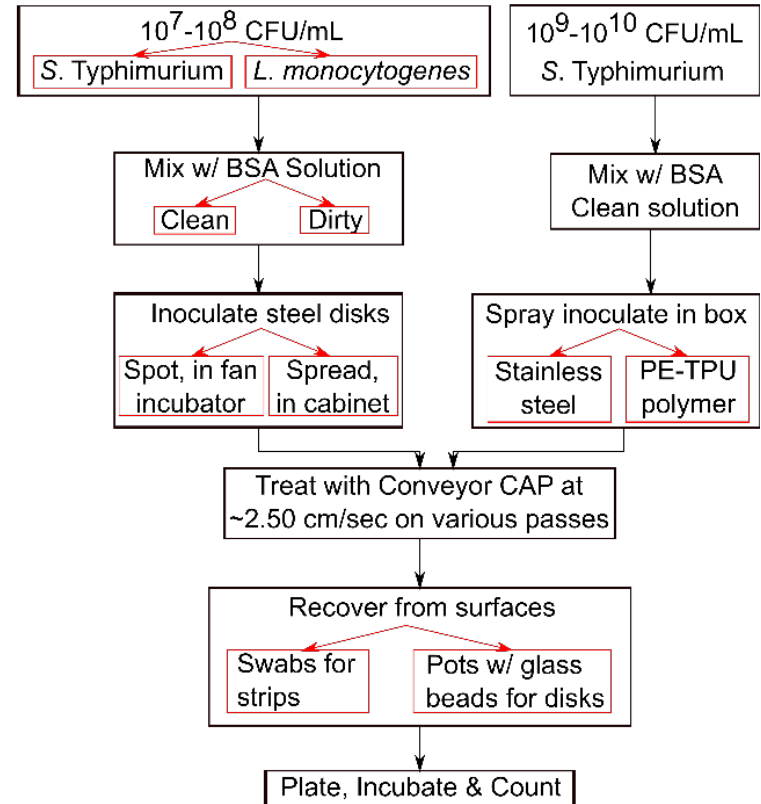 10⁷-10⁸ CFU/mL
S. Typhimurium
L. monocytogenes
10⁹-10¹⁰ CFU/mL
S. Typhimurium
Mix w/ BSA Solution
Clean
Dirty
Mix w/ BSA
Clean solution
Inoculate steel disks
Spot, in fan
incubator
Spread,
in cabinet
Spray inoculate in box
Stainless
steel
PE-TPU
polymer
Treat with Conveyor CAP at
~2.50 cm/sec on various passes
Recover from surfaces
Swabs for
strips
Pots w/ glass
beads for disks
Plate, Incubate & Count